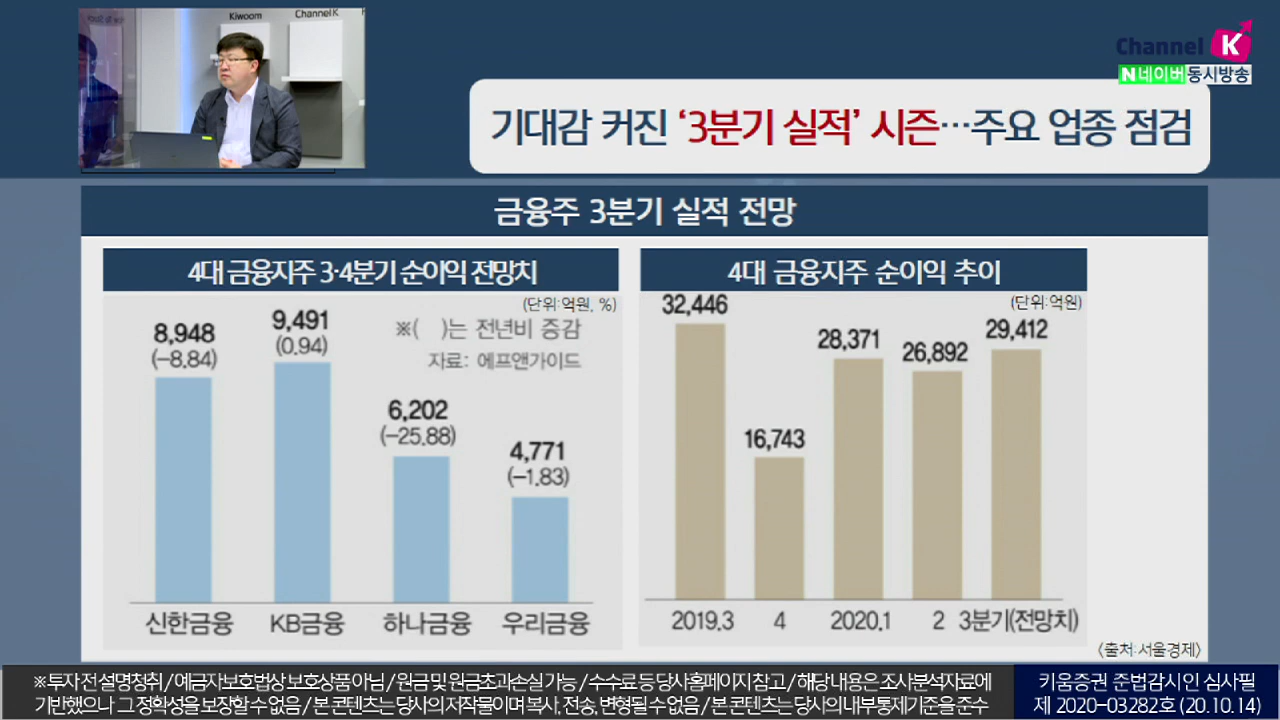 Kiwoom
Channel K
Channel K
N네이버 동시방송
기대감 커진 ‘3분기 실적’ 시즌…주요 업종 점검
금융주 3분기 실적 전망
4대 금융지주 3·4분기 순이익 전망치
(단위:억원, %)
※( )는 전년비 증감
자료: 에프앤가이드
8,948
(-8.84)
9,491
(0.94)
6,202
(-25.88)
4,771
(-1.83)
신한금융 KB금융 하나금융 우리금융
4대 금융지주 순이익 추이
(단위:억원)
32,446
16,743
28,371
26,892
29,412
2019.3 4 2020.1 2 3분기(전망치)
<출처:서울경제>
※투자 전 설명청취 / 예금자보호법상 보호상품 아님 / 원금 및 원금초과손실 가능 / 수수료 등 당사홈페이지 참고 / 해당 내용은 조사분석자료에
기반했으나 그 정확성을 보장할 수 없음 / 본 콘텐츠는 당사의 저작물이며 복사, 전송, 변형될 수 없음 / 본 콘텐츠는 당사의 내부통제기준을 준수
키움증권 준법감시인 심사필
제 2020-03282호 (20.10.14)